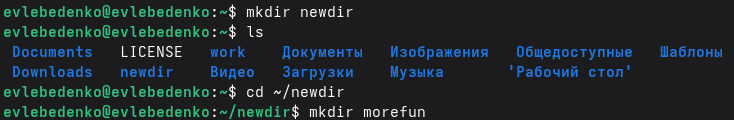 evlebedenko@evlebedenko:~$ mkdir newdir
evlebedenko@evlebedenko:~$ ls
Documents LICENSE work Документы Изображения Общедоступные Шаблоны
Downloads newdir Видео Загрузки Музыка 'Рабочий стол'
evlebedenko@evlebedenko:~$ cd ~/newdir
evlebedenko@evlebedenko:~/newdir$ mkdir morefun